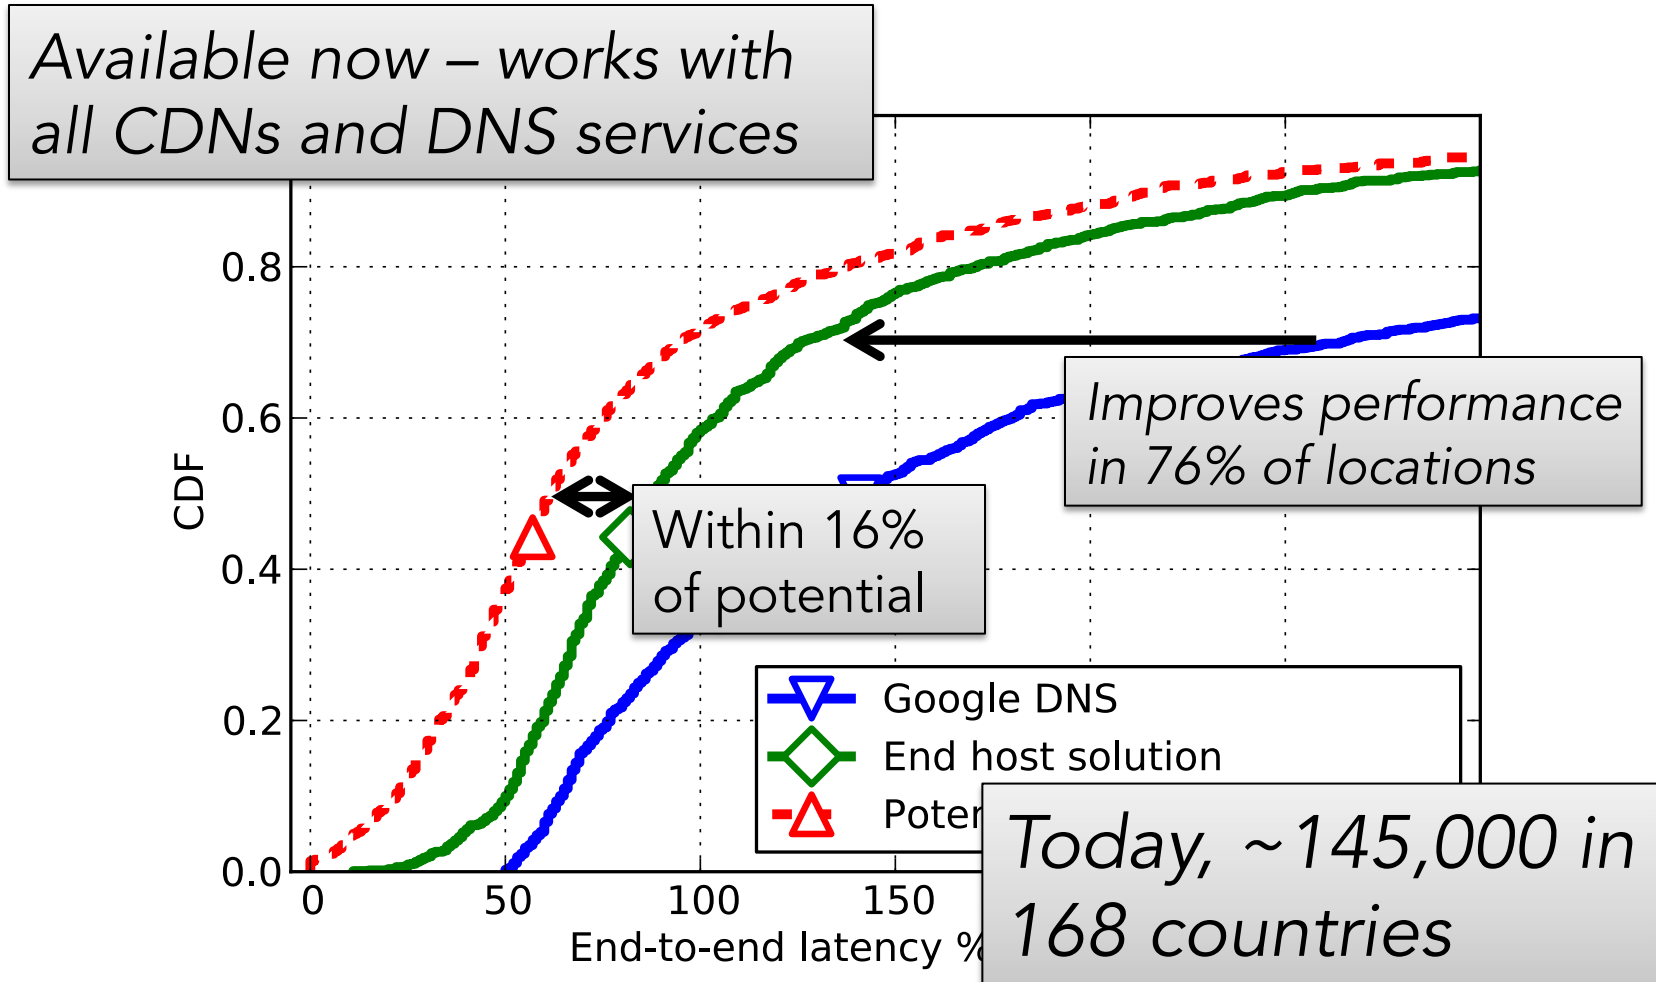 Available now – works with
all CDNs and DNS services
0.8
0.6
0.4
0.2
0.0
CDF
Improves performance
in 76% of locations
Within 16%
of potential
Google DNS
End host solution
0
50
100
150
End-to-end latency %
Today, ~145,000 in
168 countries